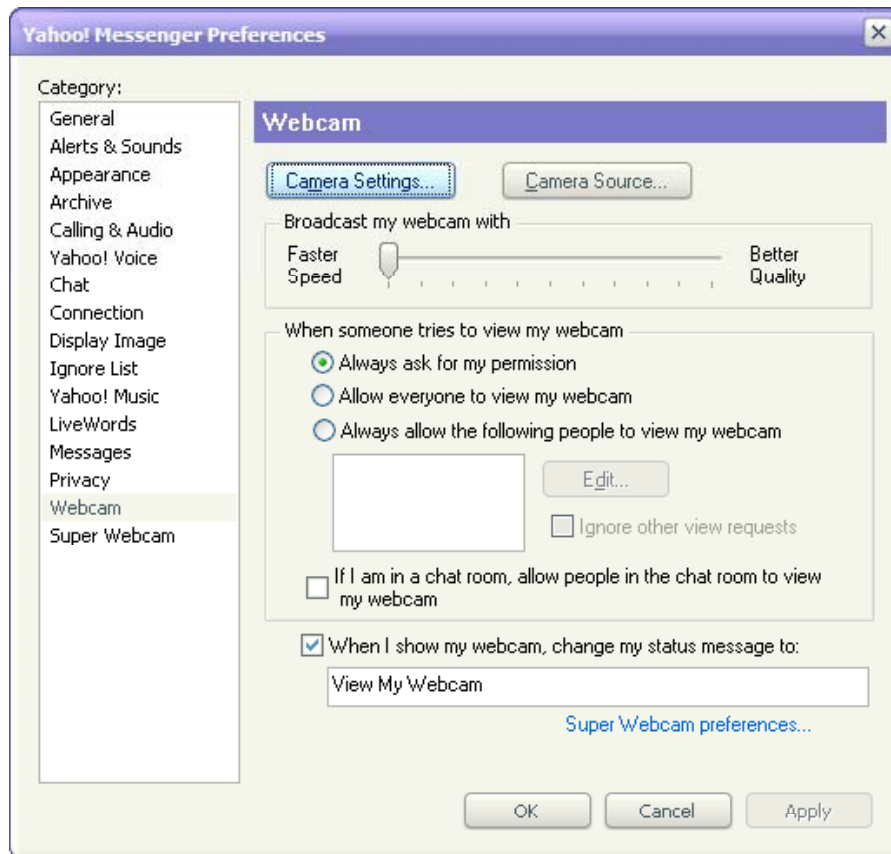 Yahoo! Messenger Preferences
Category:
General
Alerts & Sounds
Appearance
Archive
Calling & Audio
Yahoo! Voice
Chat
Connection
Display Image
Ignore List
Yahoo! Music
LiveWords
Messages
Privacy
Webcam
Super Webcam
Webcam
Camera Settings...
Camera Source...
Broadcast my webcam with
Faster
Speed
Better
Quality
When someone tries to view my webcam
Always ask for my permission
Allow everyone to view my webcam
Always allow the following people to view my webcam
Edit...
Ignore other view requests
If I am in a chat room, allow people in the chat room to view
my webcam
When I show my webcam, change my status message to:
View My Webcam
Super Webcam preferences...
OK
Cancel
Apply